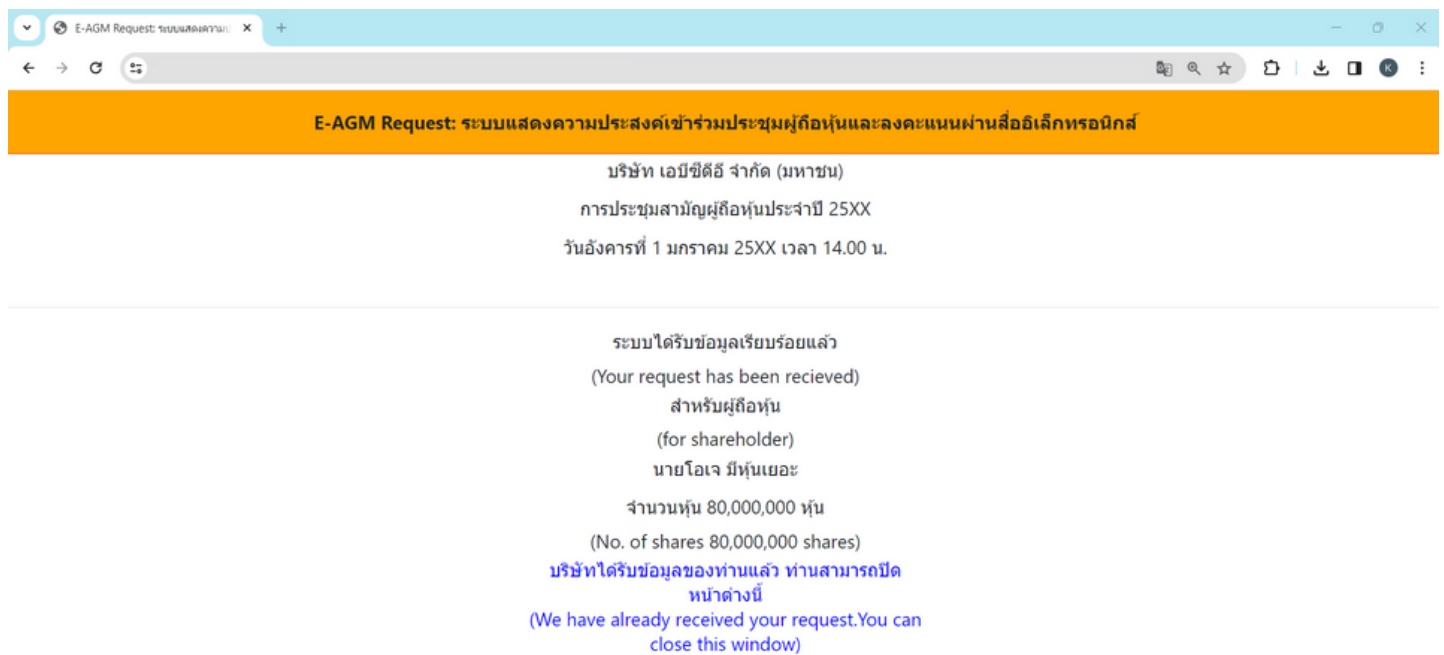 E-AGM Request: ระบบแสดงความป
E-AGM Request: ระบบแสดงความประสงค์เข้าร่วมประชุมผู้ถือหุ้นและลงคะแนนผ่านสื่ออิเล็กทรอนิกส์
บริษัท เอบีซีดีอี จำกัด (มหาชน)
การประชุมสามัญผู้ถือหุ้นประจำปี 25XX
วันอังคารที่ 1 มกราคม 25XX เวลา 14.00 น.
ระบบได้รับข้อมูลเรียบร้อยแล้ว
(Your request has been recieved)
สำหรับผู้ถือหุ้น
(for shareholder)
นายโอเจ มีหุ้นเยอะ
จำนวนหุ้น 80,000,000 หุ้น
(No. of shares 80,000,000 shares)
บริษัทได้รับข้อมูลของท่านแล้ว ท่านสามารถปิด
หน้าต่างนี้
(We have already received your request.You can
close this window)
K